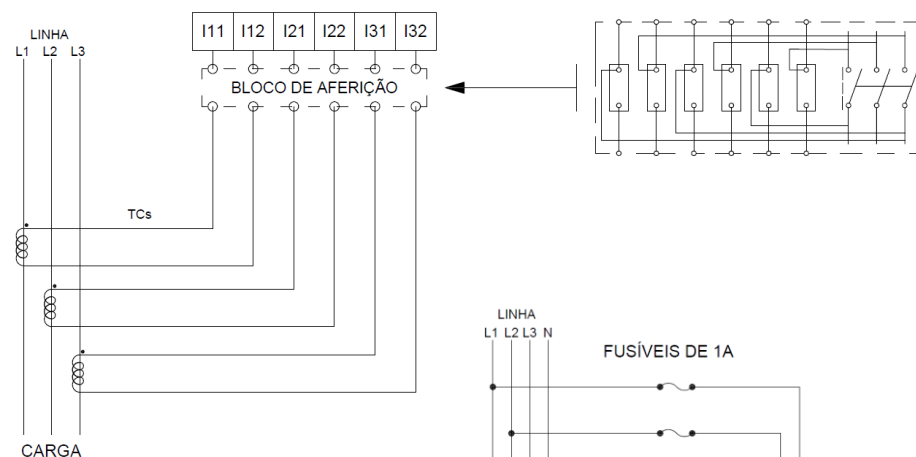 I11 I12 I21 I22 I31 I32
LINHA
L1 L2 L3
BLOCO DE AFERIÇÃO
TCs
CARGA
LINHA
L1 L2 L3 N
FUSÍVEIS DE 1A